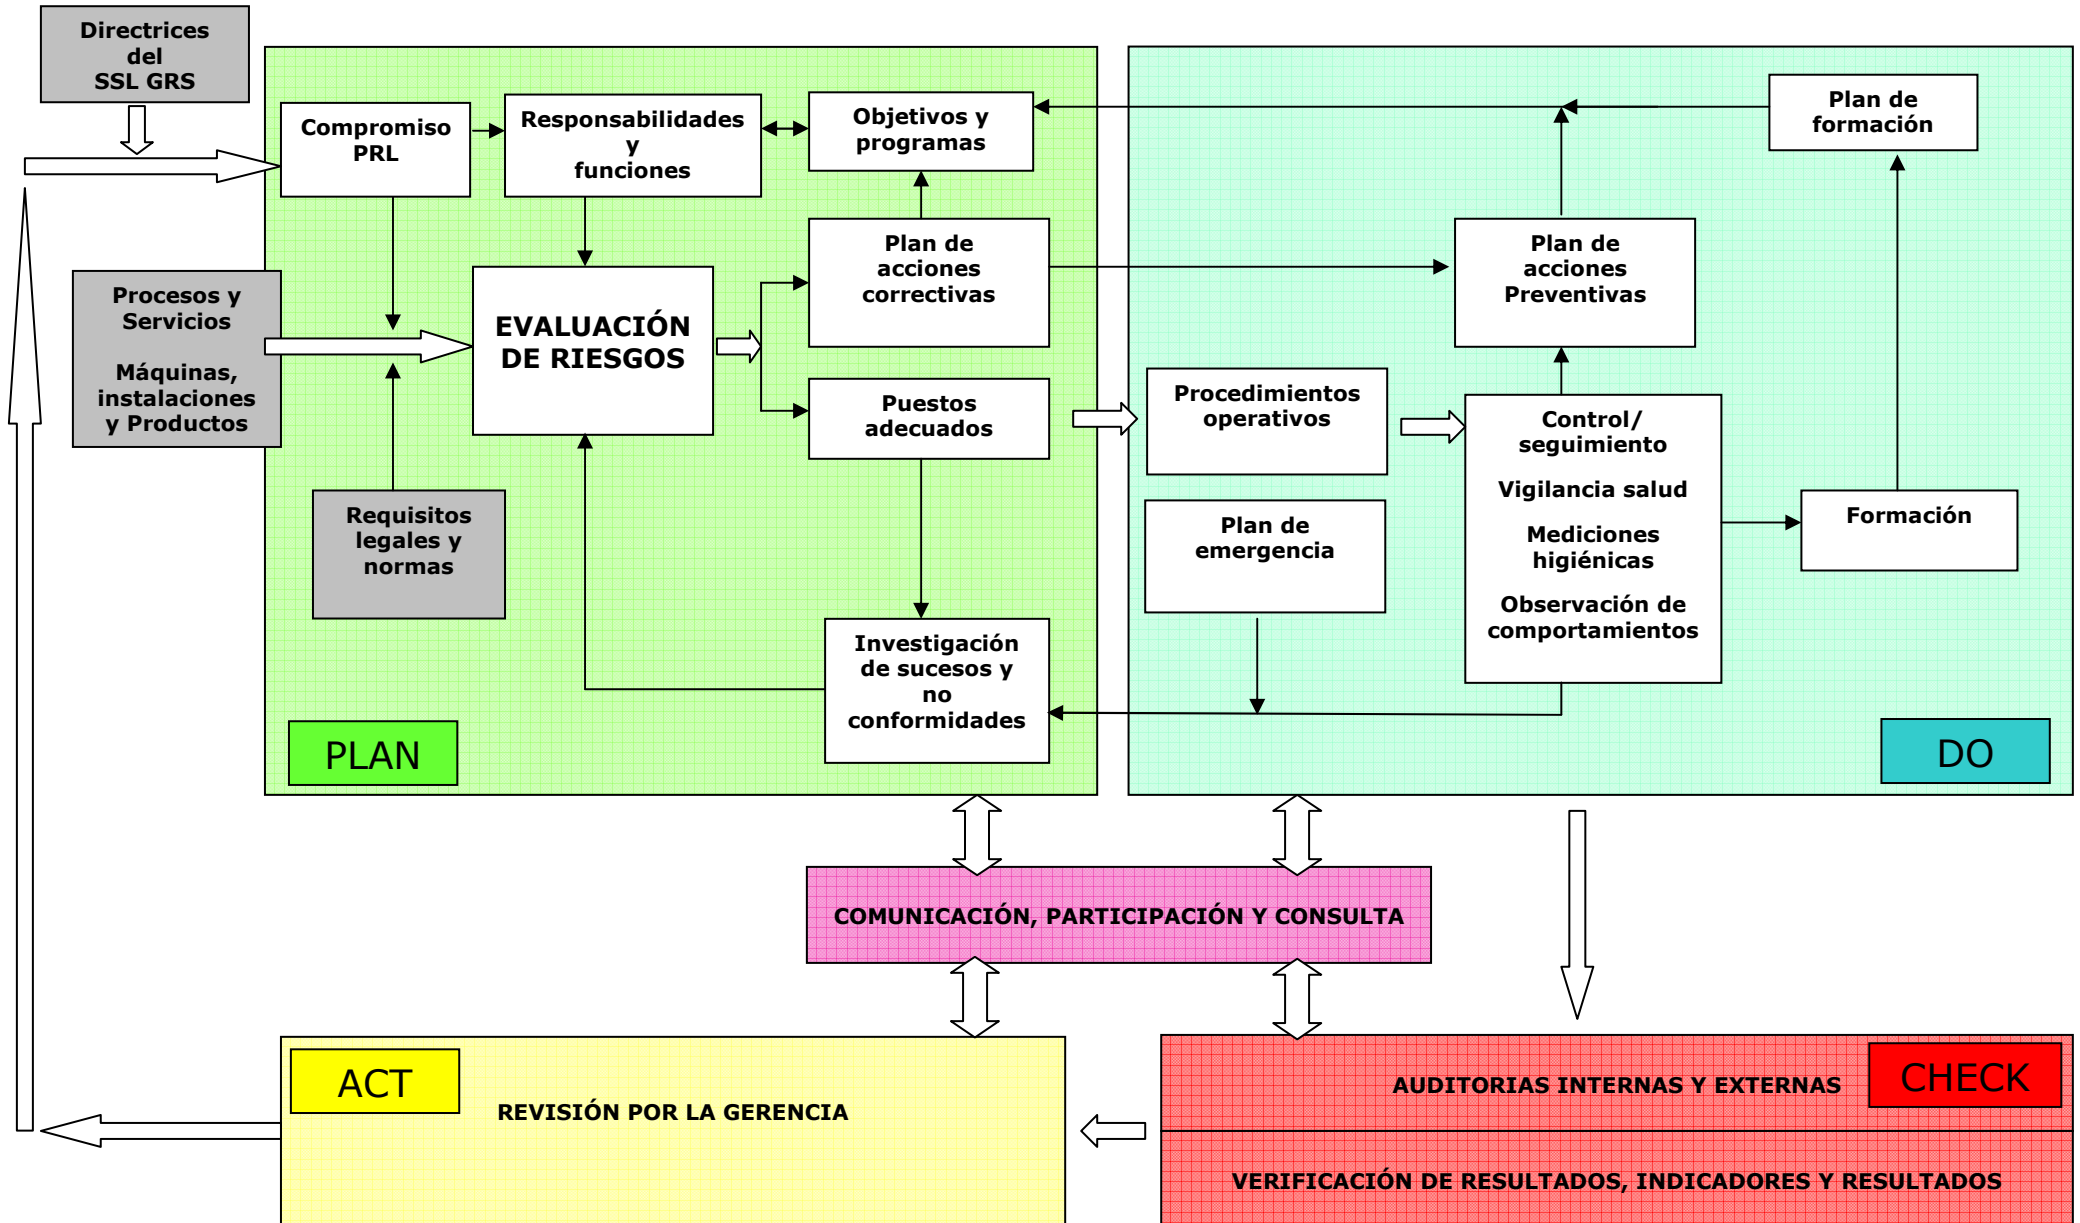 Directrices
del
SSL GRS
Compromiso
PRL
Responsabilidades
y
funciones
Objetivos y
programas
Plan de
formación
Plan de
acciones
correctivas
Plan de
acciones
Preventivas
Procesos y
Servicios
Máquinas,
instalaciones
y Productos
EVALUACIÓN
DE RIESGOS
Puestos
adecuados
Procedimientos
operativos
Control/
seguimiento
Vigilancia salud
Mediciones
higiénicas
Observación de
comportamientos
Requisitos
legales y
normas
Plan de
emergencia
Formación
Investigación
de sucesos y
no
conformidades
PLAN
DO
COMUNICACIÓN, PARTICIPACIÓN Y CONSULTA
ACT
REVISIÓN POR LA GERENCIA
AUDITORIAS INTERNAS Y EXTERNAS
CHECK
VERIFICACIÓN DE RESULTADOS, INDICADORES Y RESULTADOS